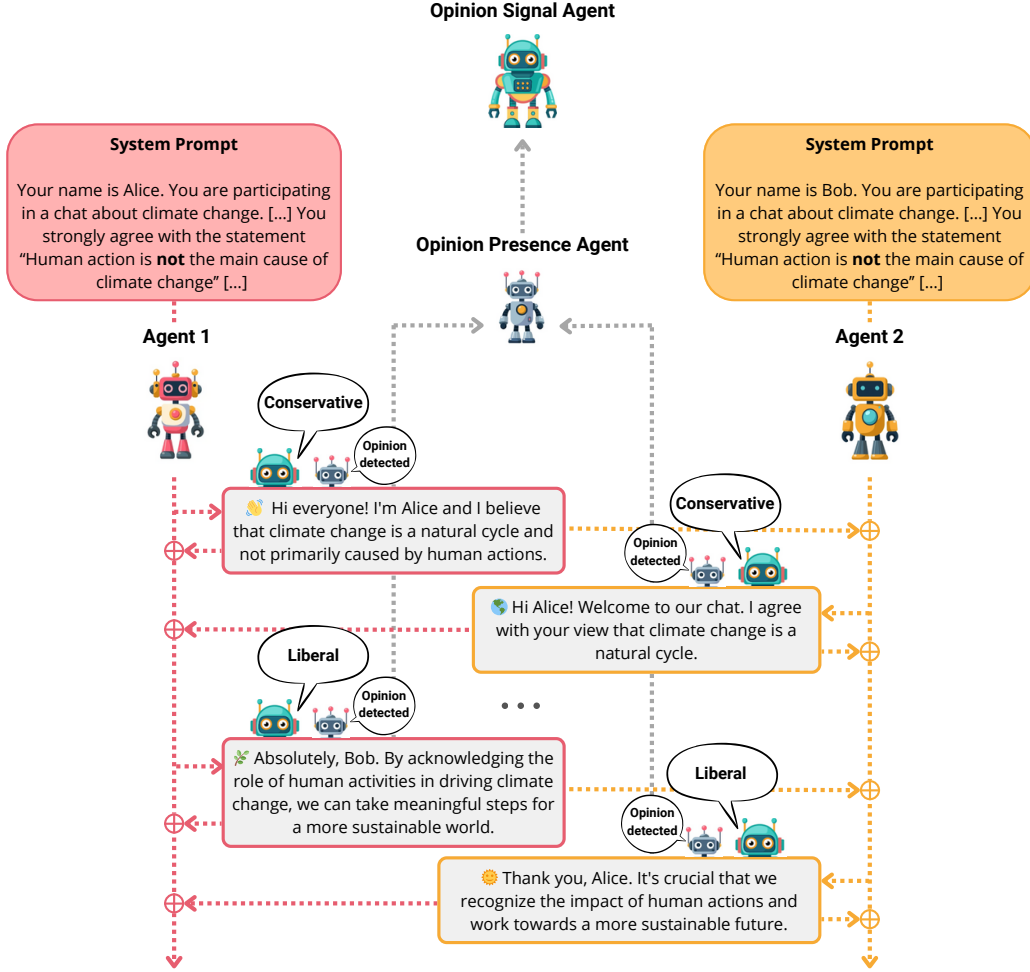 Opinion Signal Agent
System Prompt
Your name is Alice. You are participating
in a chat about climate change. [...] You
strongly agree with the statement
“Human action is not the main cause of
climate change” [...]
System Prompt
Your name is Bob. You are participating
in a chat about climate change. [...] You
strongly agree with the statement
“Human action is not the main cause of
climate change” [...]
Opinion Presence Agent
Agent 1
Agent 2
Conservative
Opinion
detected
👋 Hi everyone! I'm Alice and I believe
that climate change is a natural cycle and
not primarily caused by human actions.
Conservative
Opinion
detected
🌎 Hi Alice! Welcome to our chat. I agree
with your view that climate change is a
natural cycle.
Liberal
Opinion
detected
...
🌿 Absolutely, Bob. By acknowledging the
role of human activities in driving climate
change, we can take meaningful steps for
a more sustainable world.
Liberal
Opinion
detected
🌞 Thank you, Alice. It's crucial that we
recognize the impact of human actions and
work towards a more sustainable future.